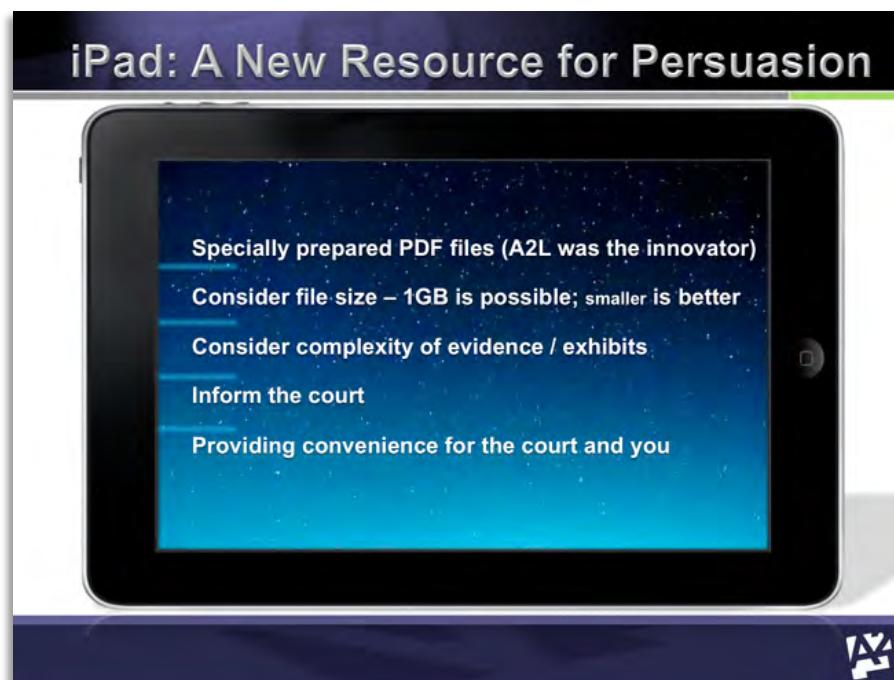 iPad: A New Resource for Persuasion
Specially prepared PDF files (A2L was the innovator)
Consider file size – 1GB is possible; smaller is better
Consider complexity of evidence / exhibits
Inform the court
Providing convenience for the court and you
A2